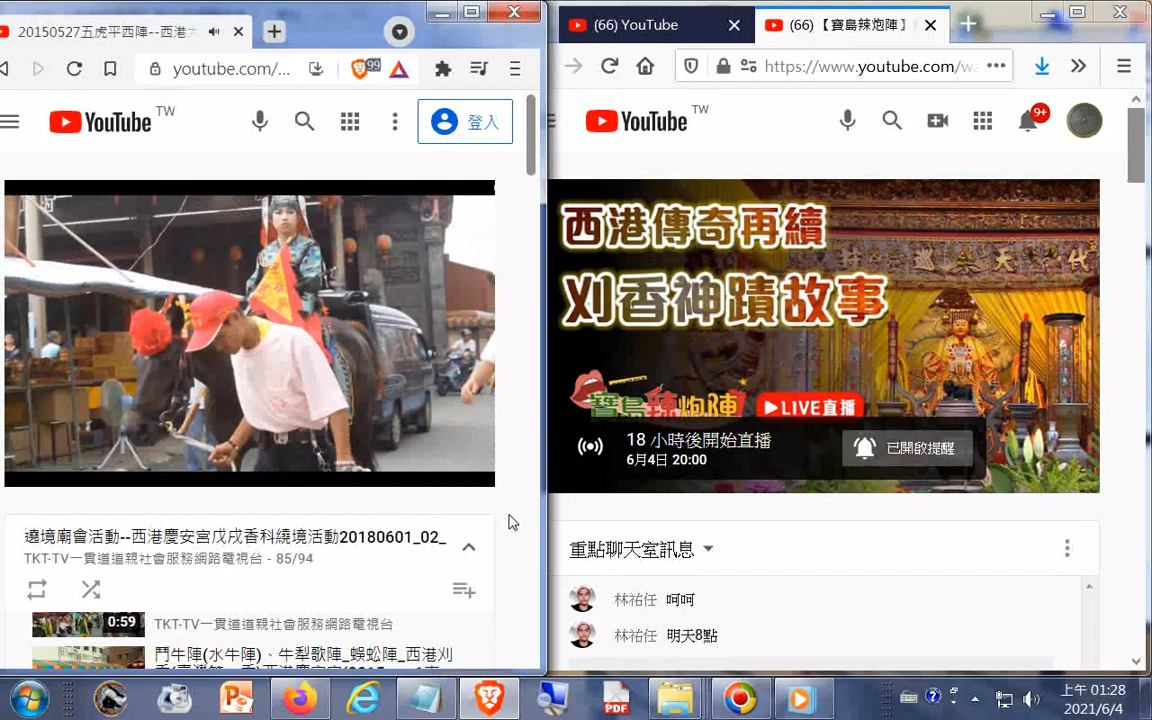 20150527五虎平西陣--西港
99
youtube.com/...
YouTube TW
登入
遶境廟會活動--西港慶安宮戊戌香科繞境活動20180601_02_
TKT-TV一貫道道親社會服務網路電視台 - 85/94
0:59
TKT-TV一貫道道親社會服務網路電視台
鬥牛陣(水牛陣)、牛犁歌陣_蜈蚣陣_西港刈
(66) YouTube
(66) 【寶島辣炮陣】
https://www.youtube.com/wa
YouTube TW
9+
西港傳奇再續
刈香神蹟故事
寶島辣炮陣
LIVE直播
18 小時後開始直播
6月4日 20:00
已開啟提醒
重點聊天室訊息
林祐任 呵呵
林祐任 明天8點
PDF
上午 01:28
2021/6/4